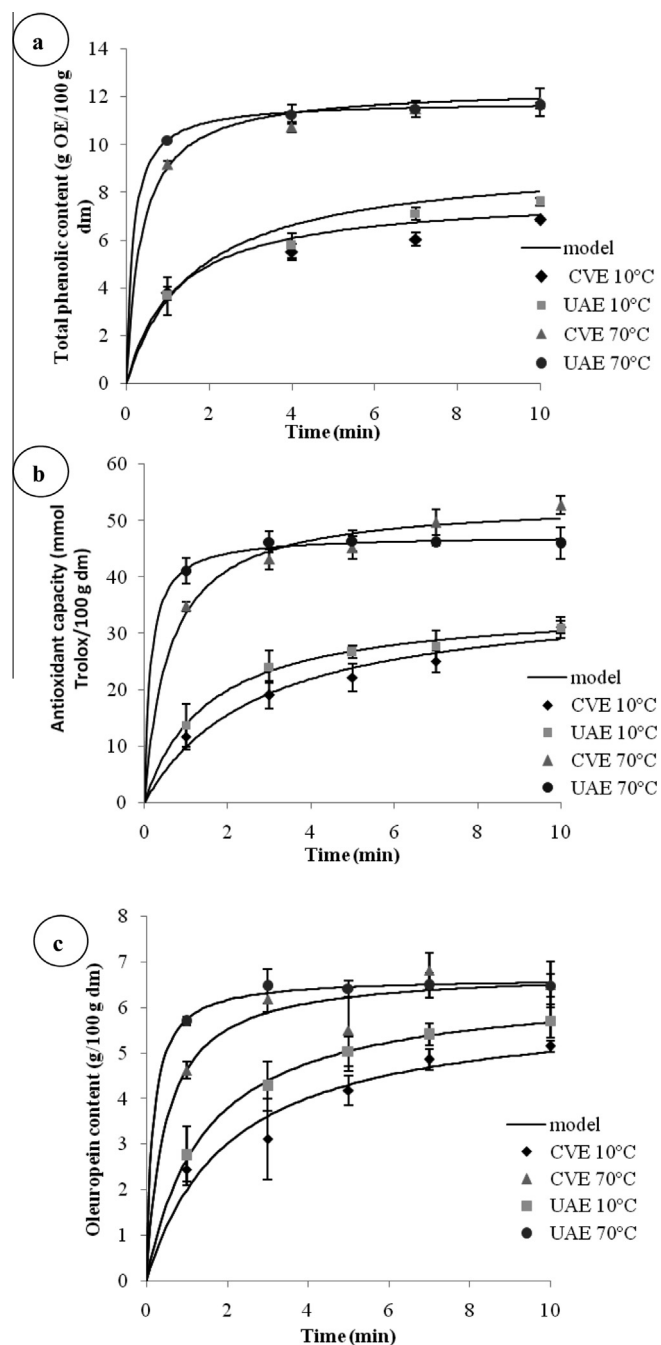 a
Total phenolic content (g OE/100 g
dm)
14
12
10
8
6
4
2
0
0 2 4 6 8 10
Time (min)
model
CVE 10°C
UAE 10°C
CVE 70°C
UAE 70°C
b
Antioxidant capacity (mmol
Trolox/100 g dm)
60
50
40
30
20
10
0
0 2 4 6 8 10
Time (min)
model
CVE 10°C
UAE 10°C
CVE 70°C
UAE 70°C
c
Oleuropein content (g/100 g dm)
8
7
6
5
4
3
2
1
0
0 2 4 6 8 10
Time (min)
model
CVE 10°C
CVE 70°C
UAE 10°C
UAE 70°C